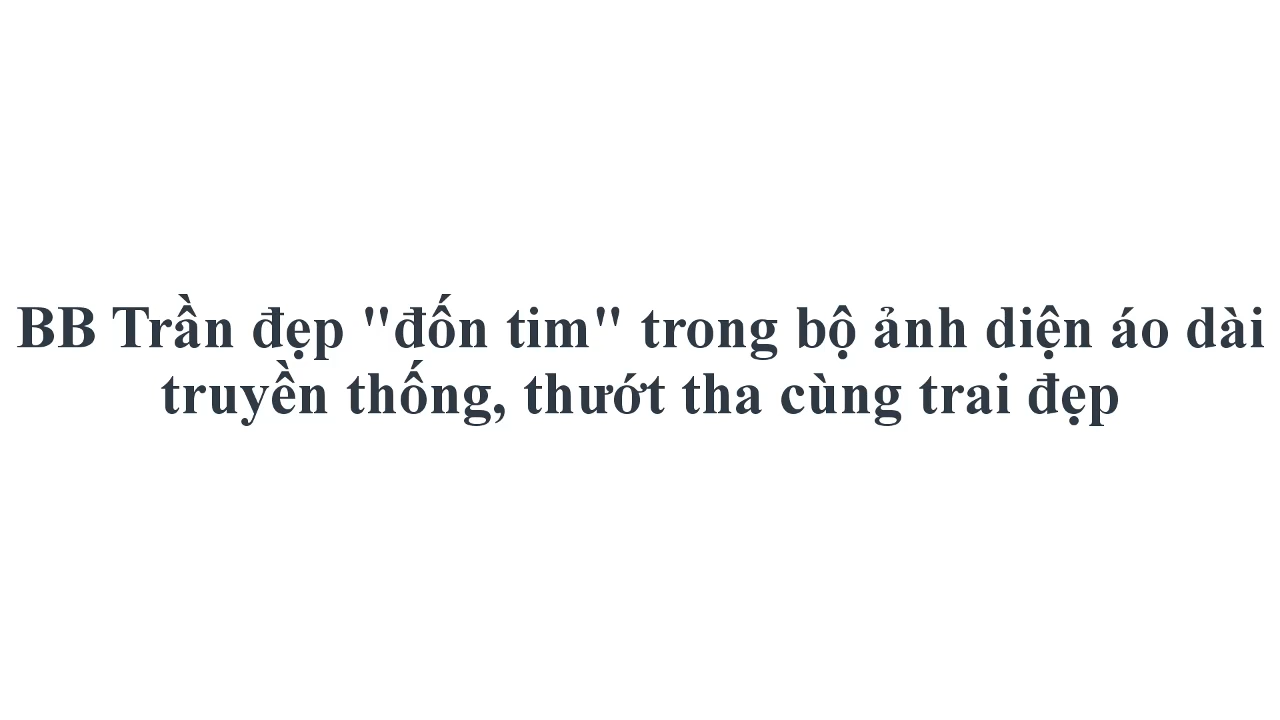 BB Trần đẹp "đốn tim" trong bộ ảnh diện áo dài
truyền thống, thướt tha cùng trai đẹp